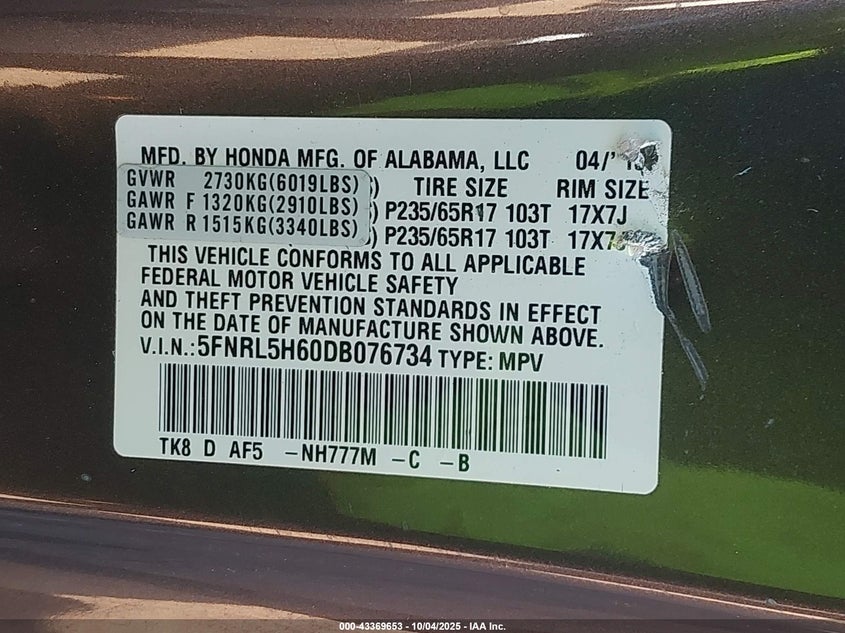 MFD. BY HONDA MFG. OF ALABAMA, LLC 04/'1
GVWR 2730KG(6019LBS) TIRE SIZE RIM SIZE
GAWR F 1320KG(2910LBS) ) P235/65R17 103T 17X7J
GAWR R 1515KG(3340LBS) ) P235/65R17 103T 17X7
THIS VEHICLE CONFORMS TO ALL APPLICABLE
FEDERAL MOTOR VEHICLE SAFETY
AND THEFT PREVENTION STANDARDS IN EFFECT
ON THE DATE OF MANUFACTURE SHOWN ABOVE.
V.I.N.:5FNRL5H60DB076734 TYPE: MPV
TK8 D AF5 -NH777M -C -B
000-43369653 - 10/04/2025 - IAA Inc.